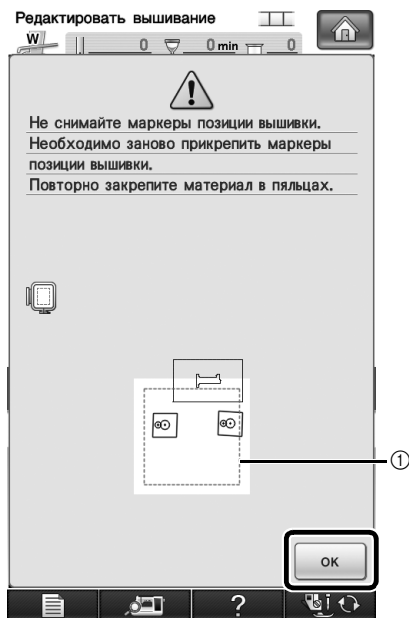 Редактировать вышивание
W
0 0 min 0
Не снимайте маркеры позиции вышивки.
Необходимо заново прикрепить маркеры
позиции вышивки.
Повторно закрепите материал в пяльцах.
①
OK
?